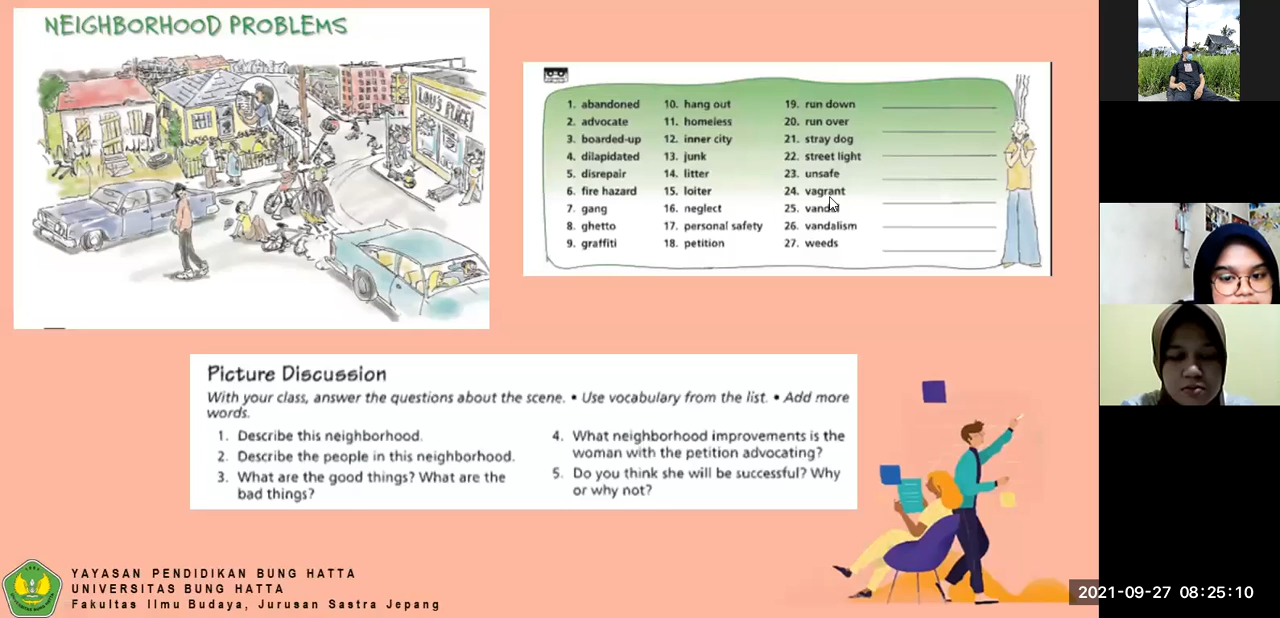 NEIGHBORHOOD PROBLEMS
LOU'S PLACE
1. abandoned
2. advocate
3. boarded-up
4. dilapidated
5. disrepair
6. fire hazard
7. gang
8. ghetto
9. graffiti
10. hang out
11. homeless
12. inner city
13. junk
14. litter
15. loiter
16. neglect
17. personal safety
18. petition
19. run down
20. run over
21. stray dog
22. street light
23. unsafe
24. vagrant
25. vandal
26. vandalism
27. weeds
Picture Discussion
With your class, answer the questions about the scene. • Use vocabulary from the list. • Add more
words.
1. Describe this neighborhood.
2. Describe the people in this neighborhood.
3. What are the good things? What are the
bad things?
4. What neighborhood improvements is the
woman with the petition advocating?
5. Do you think she will be successful? Why
or why not?
YAYASAN PENDIDIKAN BUNG HATTA
UNIVERSITAS BUNG HATTA
Fakultas Ilmu Budaya, Jurusan Sastra Jepang
2021-09-27 08:25:10